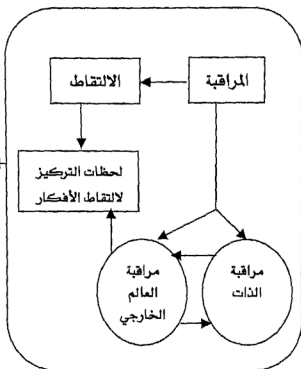 المراقبة
الالتقاط
لحظات التركيز
لالتقاط الأفكار
مراقبة
الذات
مراقبة
العالم
الخارجي